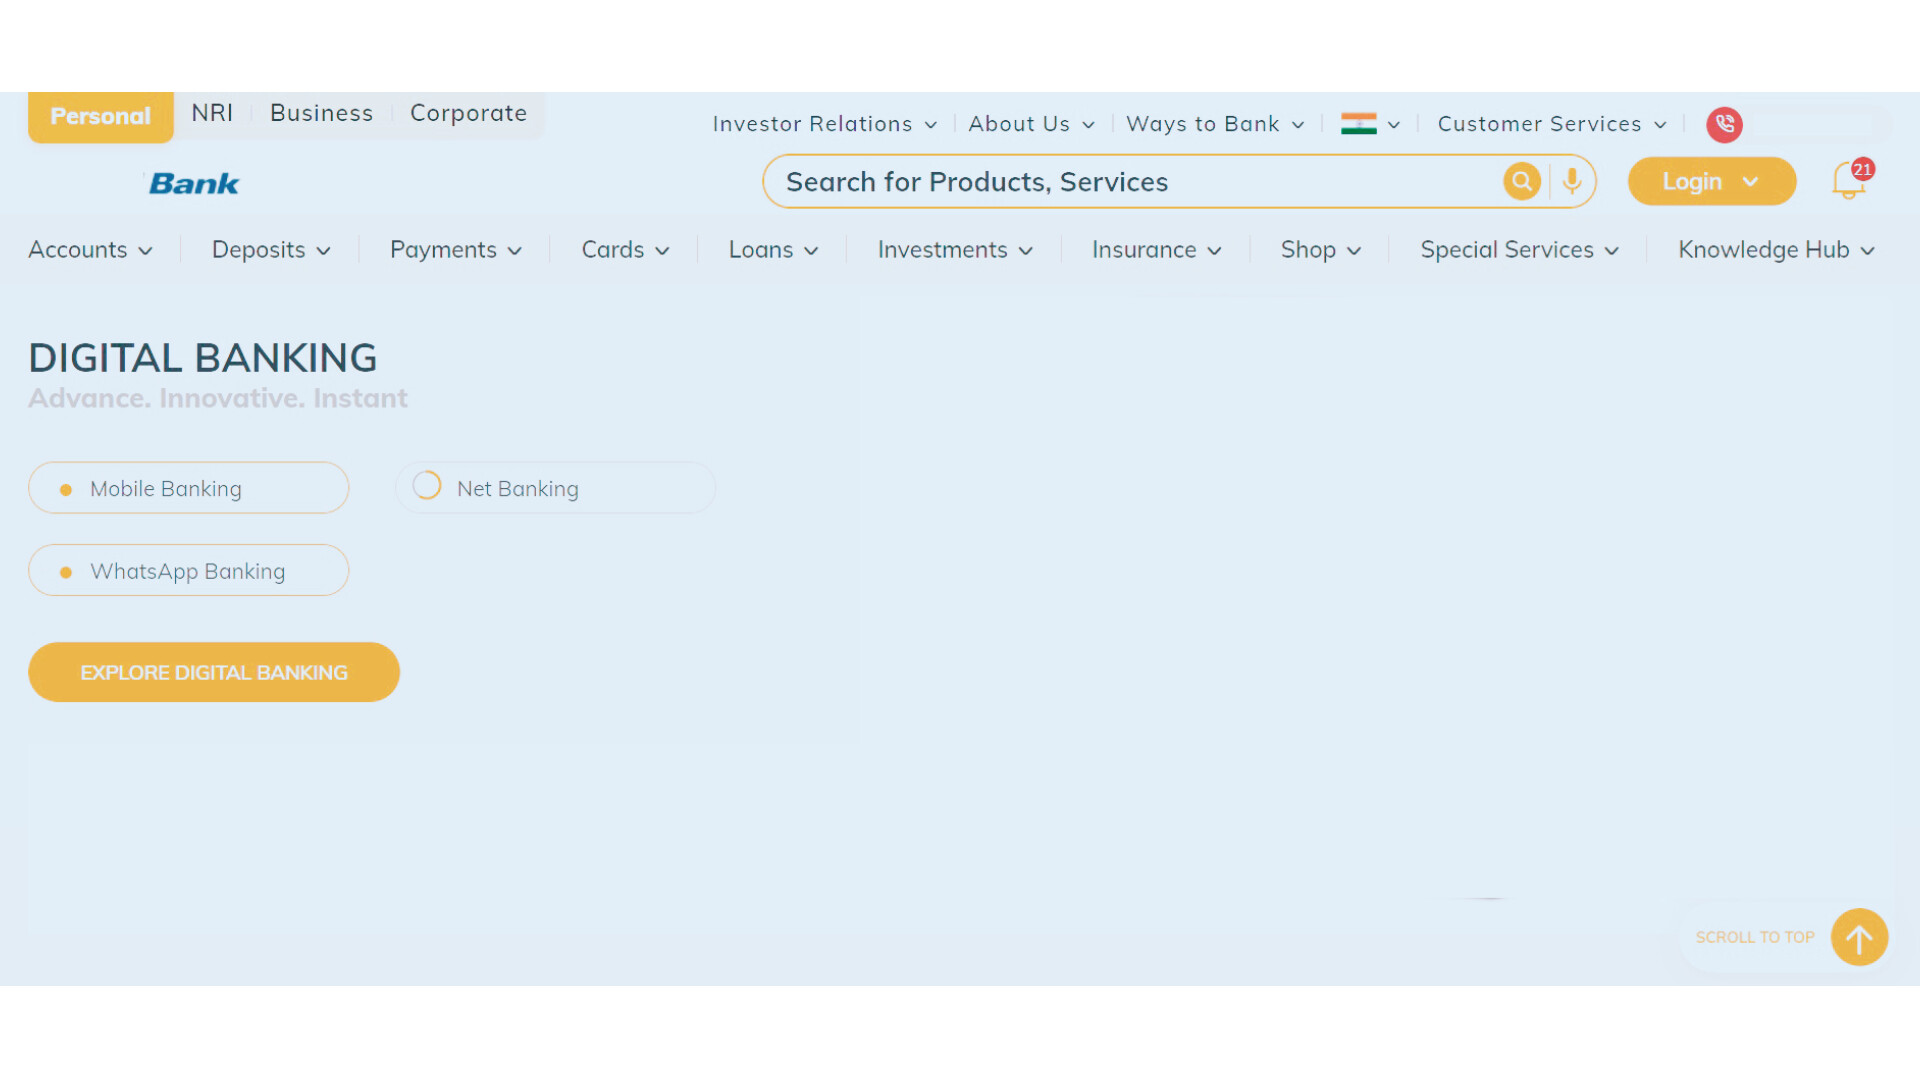 Personal NRI Business Corporate
Investor Relations About Us Ways to Bank Customer Services
Bank
Search for Products, Services
Login
21
Accounts Deposits Payments Cards Loans Investments Insurance Shop Special Services Knowledge Hub
DIGITAL BANKING
Advance. Innovative. Instant
Mobile Banking
Net Banking
WhatsApp Banking
EXPLORE DIGITAL BANKING
SCROLL TO TOP